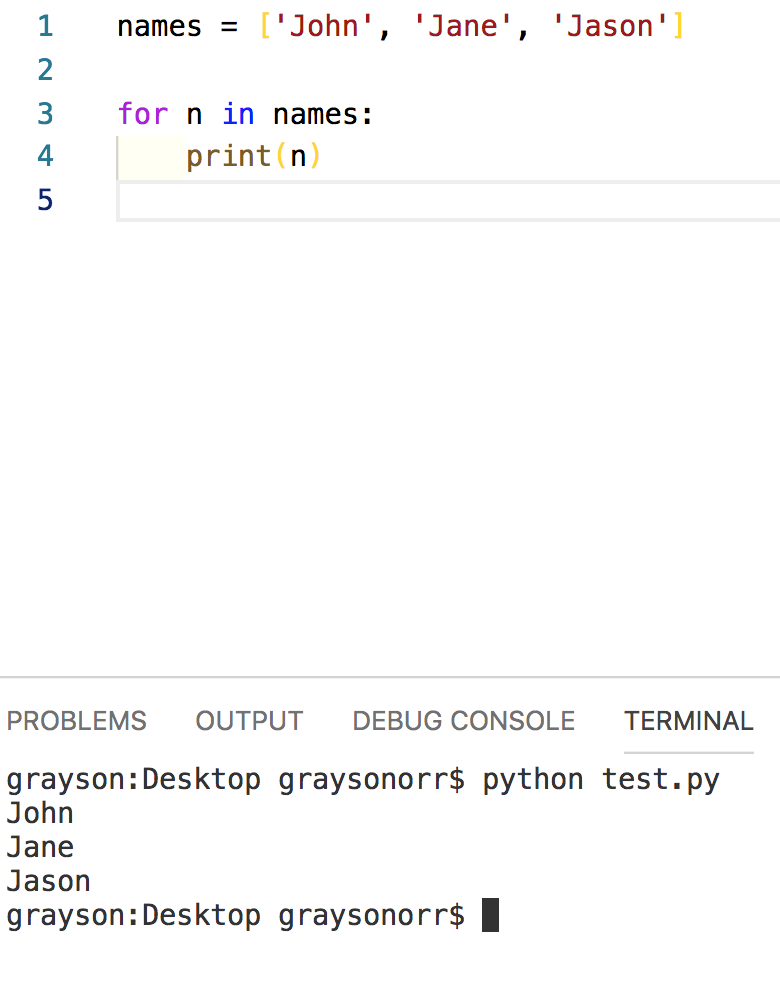 1 names = ['John', 'Jane', 'Jason']
2
3 for n in names:
4     print(n)
5
PROBLEMS OUTPUT DEBUG CONSOLE TERMINAL
grayson:Desktop graysonorr$ python test.py
John
Jane
Jason
grayson:Desktop graysonorr$